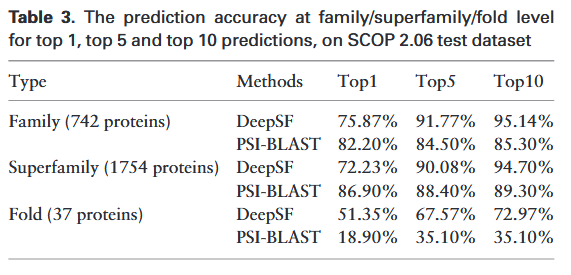 Table 3. The prediction accuracy at family/superfamily/fold level
for top 1, top 5 and top 10 predictions, on SCOP 2.06 test dataset
Type Methods Top1 Top5 Top10
Family (742 proteins) DeepSF 75.87% 91.77% 95.14%
PSI-BLAST 82.20% 84.50% 85.30%
Superfamily (1754 proteins) DeepSF 72.23% 90.08% 94.70%
PSI-BLAST 86.90% 88.40% 89.30%
Fold (37 proteins) DeepSF 51.35% 67.57% 72.97%
PSI-BLAST 18.90% 35.10% 35.10%